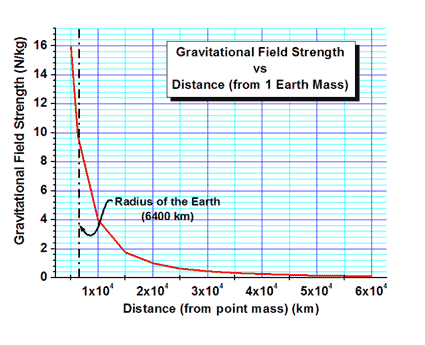 Gravitational Field Strength
vs
Distance (from 1 Earth Mass)
Gravitational Field Strength (N/kg)
16
14
12
10
8
6
4
2
0
Radius of the Earth
(6400 km)
1x10⁴ 2x10⁴ 3x10⁴ 4x10⁴ 5x10⁴ 6x10⁴
Distance (from point mass) (km)